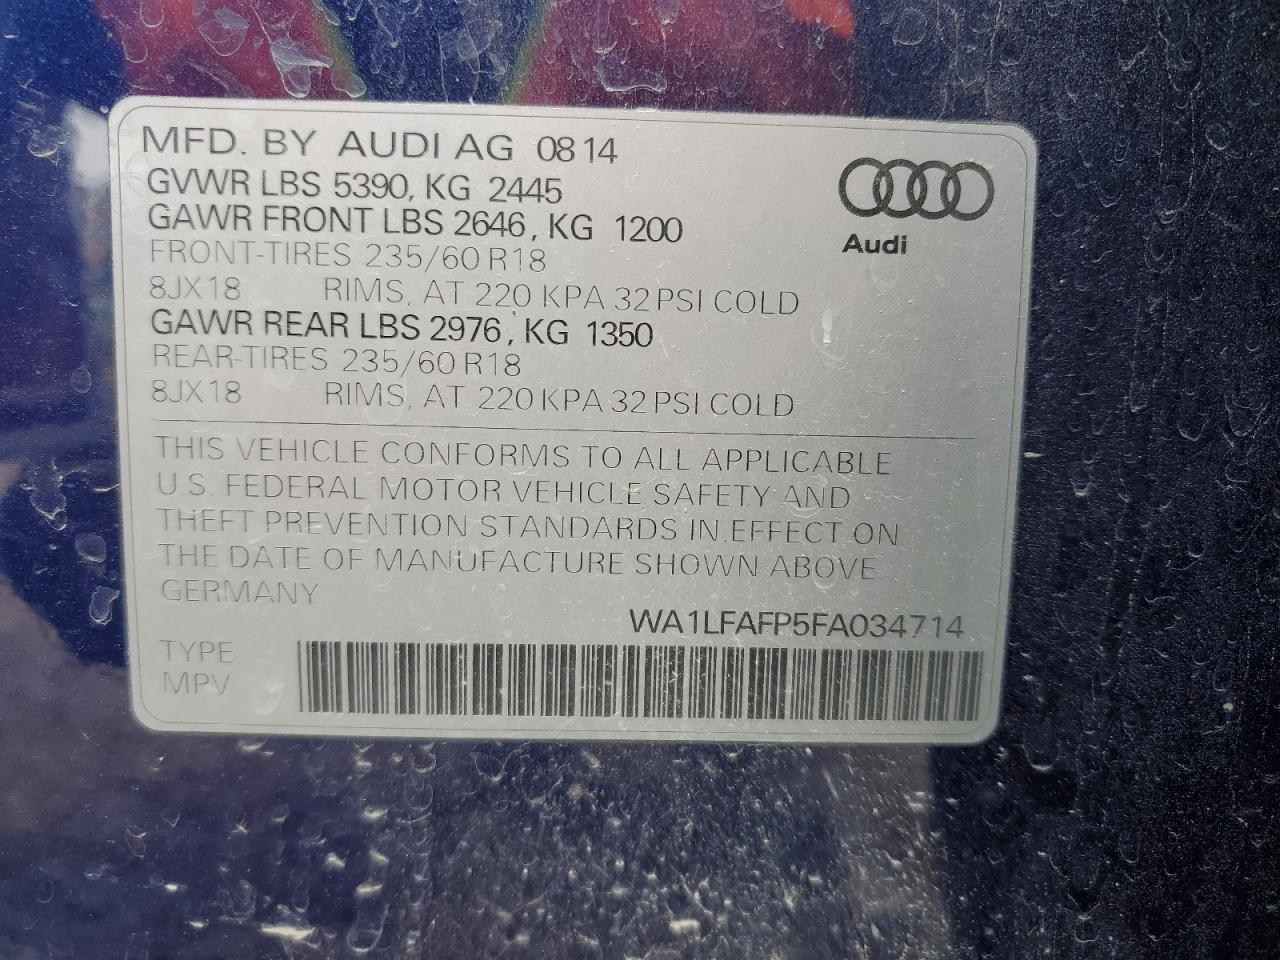 MFD. BY AUDI AG 0814
GVWR LBS 5390, KG 2445
GAWR FRONT LBS 2646, KG 1200
FRONT-TIRES 235/60 R18
8JX18 RIMS, AT 220 KPA 32 PSI COLD
GAWR REAR LBS 2976, KG 1350
REAR-TIRES 235/60 R18
8JX18 RIMS, AT 220 KPA 32 PSI COLD
Audi
THIS VEHICLE CONFORMS TO ALL APPLICABLE
U.S. FEDERAL MOTOR VEHICLE SAFETY AND
THEFT PREVENTION STANDARDS IN EFFECT ON
THE DATE OF MANUFACTURE SHOWN ABOVE
GERMANY
WA1LFAFP5FA034714
TYPE
MPV